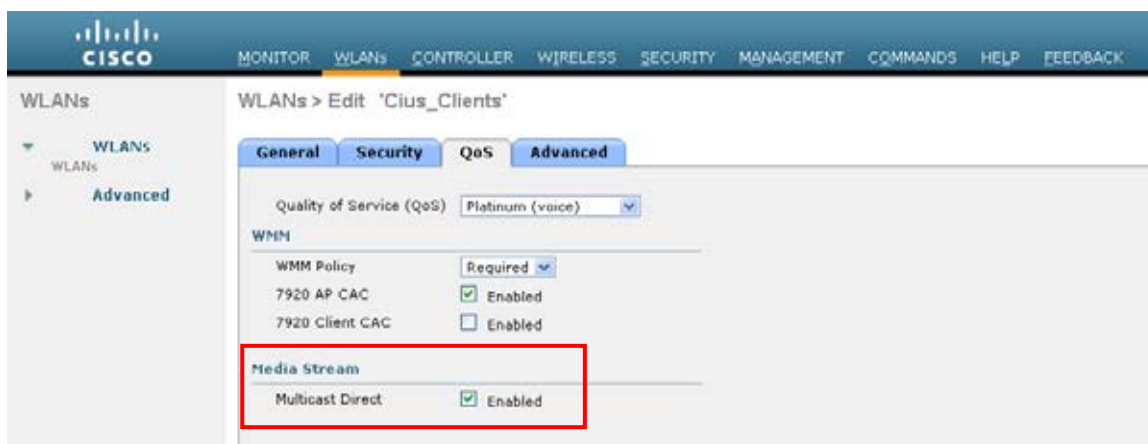 CISCO
MONITOR WLANs CONTROLLER WIRELESS SECURITY MANAGEMENT COMMANDS HELP FEEDBACK
WLANs
WLANs
WLANs
Advanced
WLANs > Edit 'Cius_Clients'
General Security QoS Advanced
Quality of Service (QoS) Platinum (voice)
WMM
WMM Policy Required
7920 AP CAC Enabled
7920 Client CAC Enabled
Media Stream
Multicast Direct Enabled